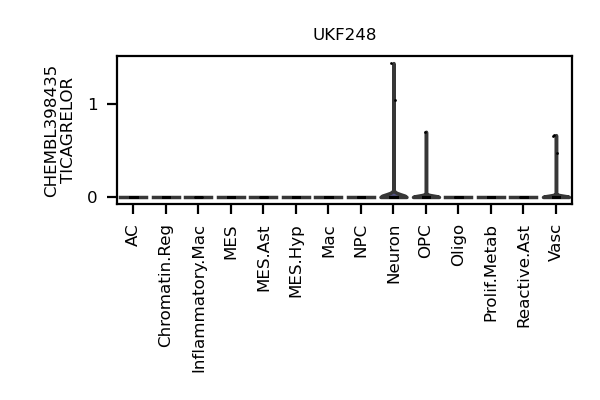 UKF248
CHEMBL398435
TICAGRELOR
1
0
AC
Chromatin.Reg
Inflammatory.Mac
MES
MES.Ast
MES.Hyp
Mac
NPC
Neuron
OPC
Oligo
Prolif.Metab
Reactive.Ast
Vasc